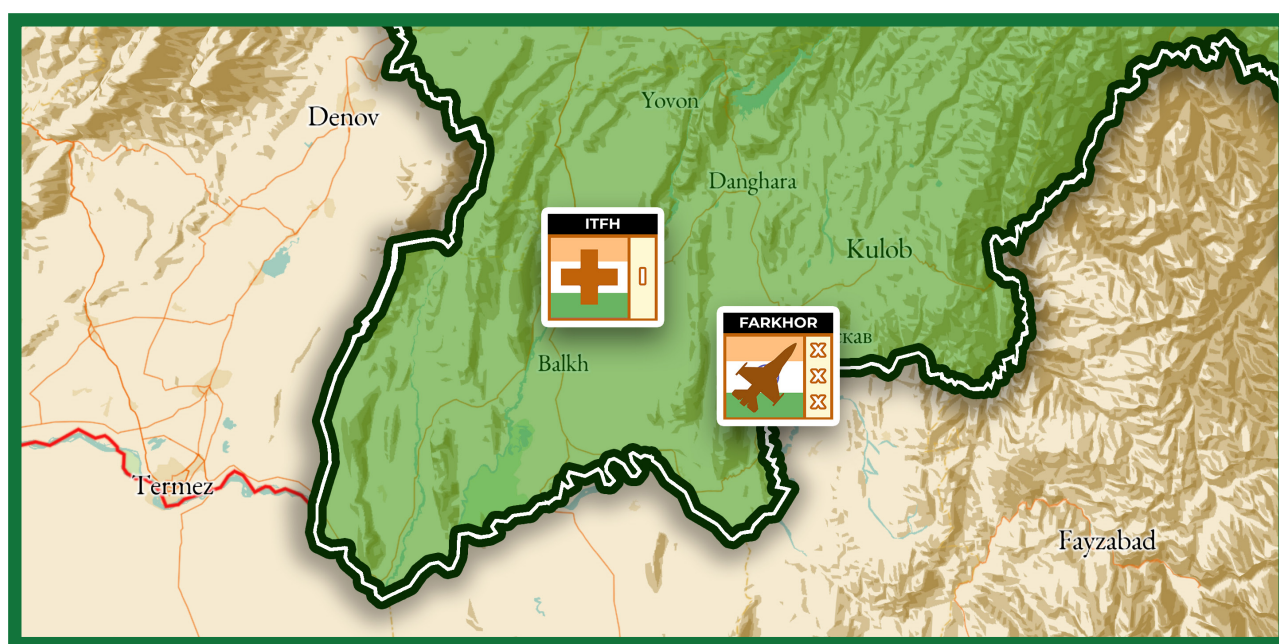 Yovon
Denov
Danghara
ITFH
Kulob
I
FARKHOR
X
X
X
Balkh
Termez
Fayzabad